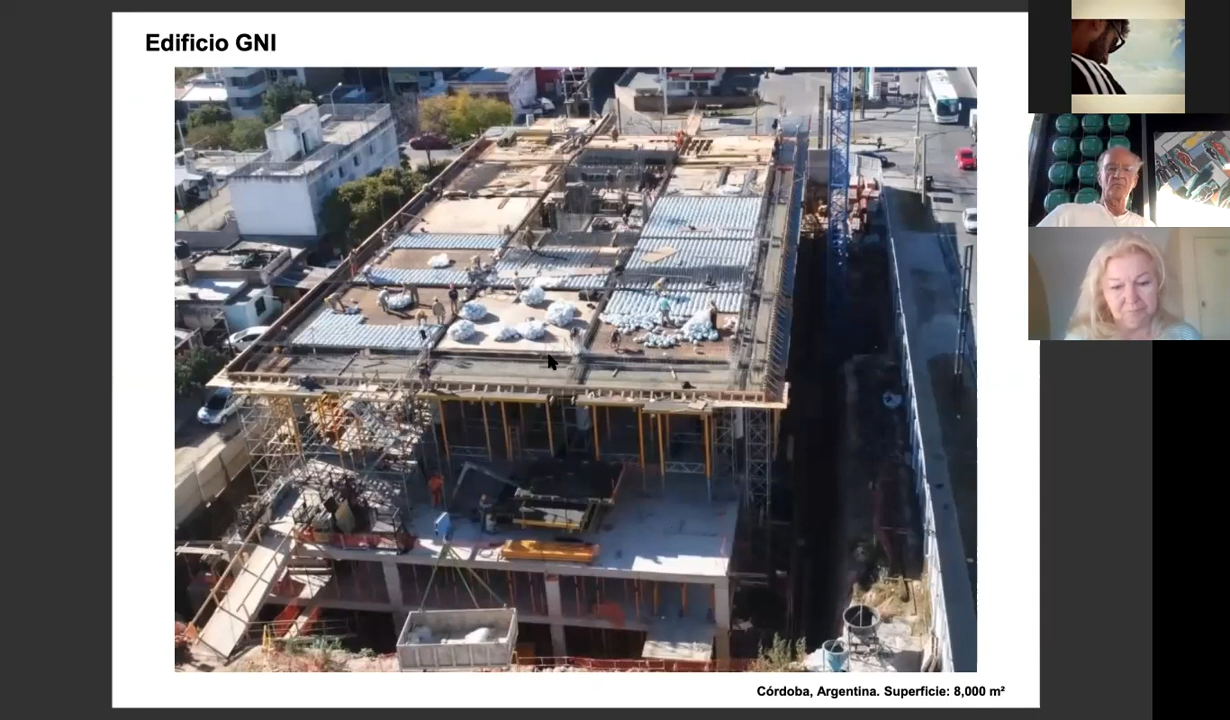 Edificio GNI
Córdoba, Argentina. Superficie: 8,000 m²